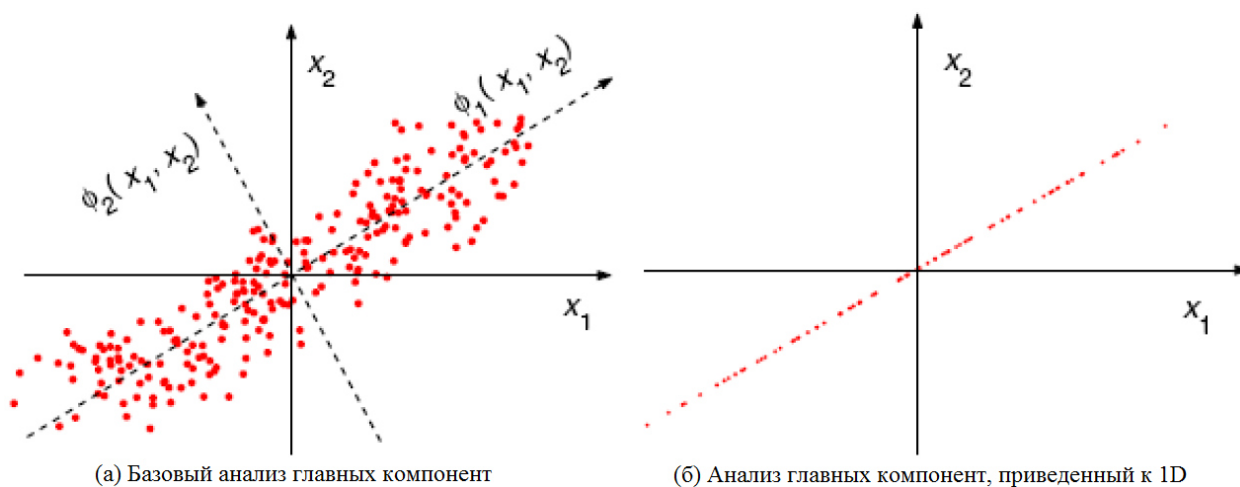 x₂
ϕ₁(x₁, x₂)
ϕ₂(x₁, x₂)
x₁
(а) Базовый анализ главных компонент
x₂
x₁
(б) Анализ главных компонент, приведенный к 1D